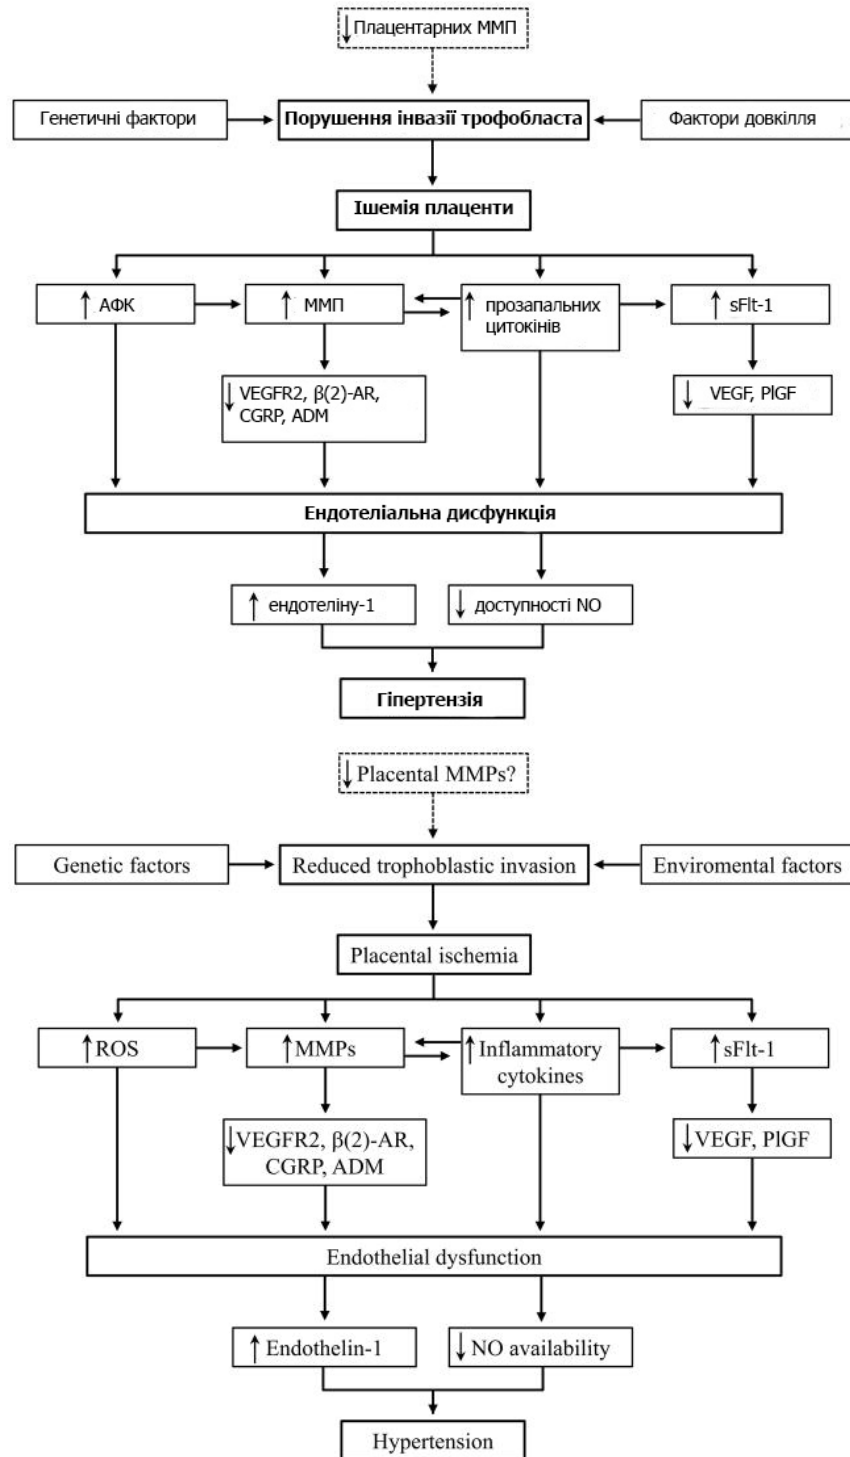 ↓ Плацентарних ММП
Генетичні фактори
Порушення інвазії трофобласта
Фактори довкілля
Ішемія плаценти
↑ АФК
↑ ММП
↑ прозапальних
цитокінів
↑ sFlt-1
↓ VEGFR2, β(2)-AR,
CGRP, ADM
↓ VEGF, PlGF
Ендотеліальна дисфункція
↑ ендотеліну-1
↓ доступності NO
Гіпертензія
↓ Placental MMPs?
Genetic factors
Reduced trophoblastic invasion
Enviromental factors
Placental ischemia
↑ ROS
↑ MMPs
↑ Inflammatory
cytokines
↑ sFlt-1
↓ VEGFR2, β(2)-AR,
CGRP, ADM
↓ VEGF, PlGF
Endothelial dysfunction
↑ Endothelin-1
↓ NO availability
Hypertension